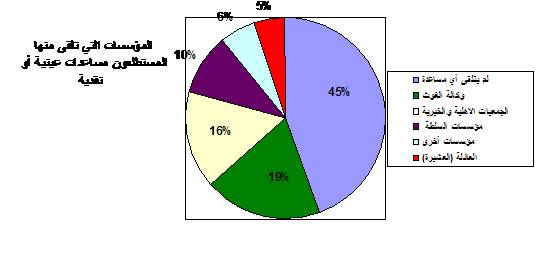 المؤسسات التي تلقى منها
المستطلعون مساعدات عينية أو
نقدية
5%
6%
10%
16%
19%
45%
لم يتلقى أي مساعدة
وكالة الغوث
الجمعيات الاهلية والخيرية
مؤسسات السلطة
مؤسسات أخرى
العائلة (العشيرة)